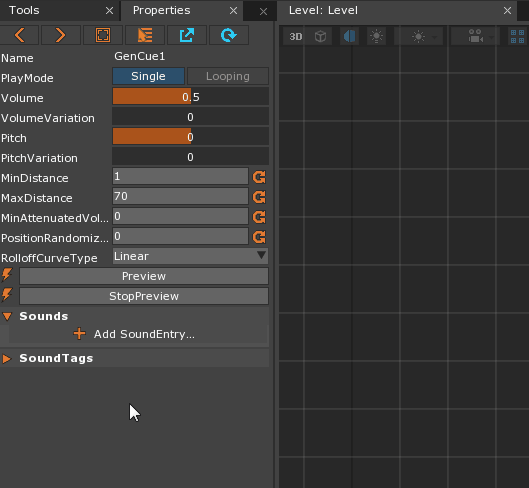 Tools
Properties
Level: Level
3D
Name GenCue1
PlayMode Single Looping
Volume 0.5
VolumeVariation 0
Pitch 0
PitchVariation 0
MinDistance 1
MaxDistance 70
MinAttenuatedVol... 0
PositionRandomiz... 0
RolloffCurveType Linear
Preview
StopPreview
Sounds
Add SoundEntry...
SoundTags